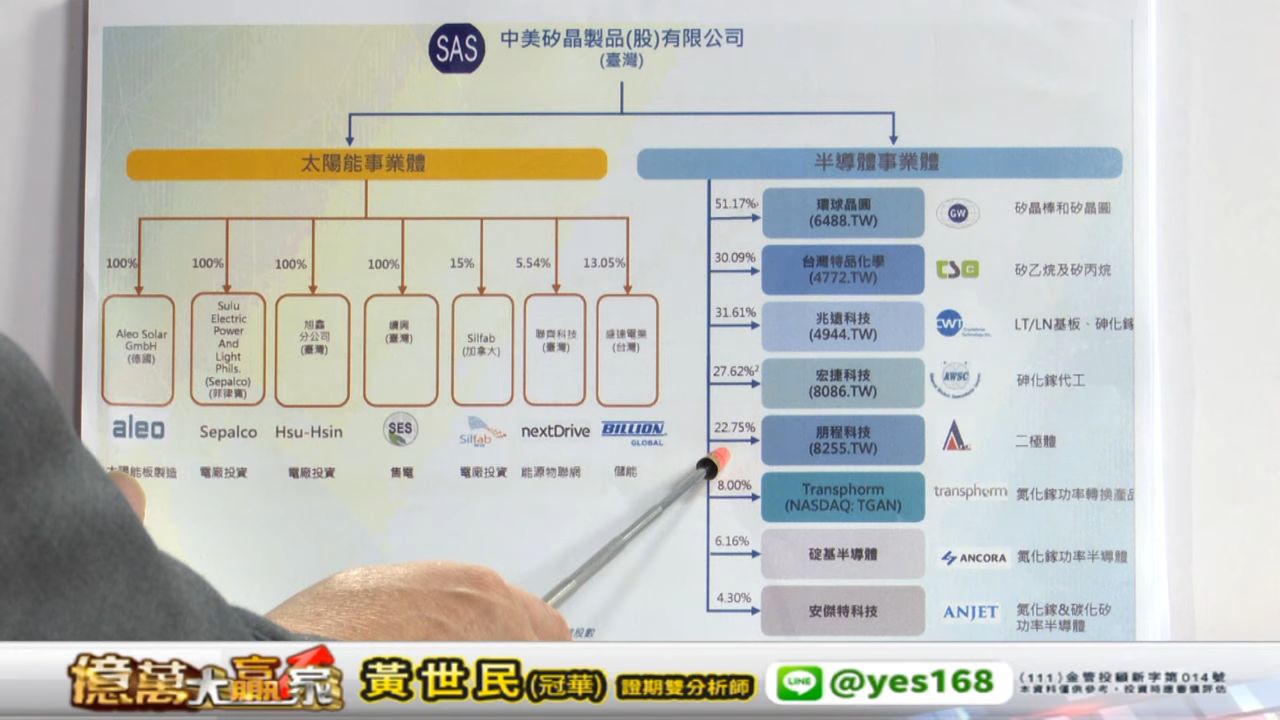 SAS
中美矽晶製品(股)有限公司
(臺灣)
太陽能事業體
100%
100%
100%
100%
15%
5.54%
13.05%
Aleo Solar
GmbH
(德國)
Sulu
Electric
Power
And
Light
Phils.
(Sepalco)
(菲律賓)
旭鑫
分公司
(臺灣)
續興
(臺灣)
Silfab
(加拿大)
聯齊科技
(臺灣)
盛達電業
(台灣)
aleo
Sepalco
Hsu-Hsin
SES
Silfab
nextDrive
BILLION
GLOBAL
太陽能板製造
電廠投資
電廠投資
售電
電廠投資
能源物聯網
儲能
半導體事業體
51.17%¹
環球晶圓
(6488.TW)
GW
矽晶棒和矽晶圓
30.09%
台灣特品化學
(4772.TW)
矽乙烷及矽丙烷
31.61%
兆遠科技
(4944.TW)
CWT
LT/LN基板、砷化鎵
27.62%²
宏捷科技
(8086.TW)
AWSC
砷化鎵代工
22.75%
朋程科技
(8255.TW)
二極體
8.00%
Transphorm
(NASDAQ: TGAN)
transphorm
氮化鎵功率轉換產品
6.16%
碇基半導體
ANCORA
氮化鎵功率半導體
4.30%
安傑特科技
ANJET
氮化鎵&碳化矽
功率半導體
股數
億萬大贏家
黃世民(冠華)
證期雙分析師
LINE
@yes168
(111)金管投顧新字第014號
本資料僅供參考，投資時應審慎評估